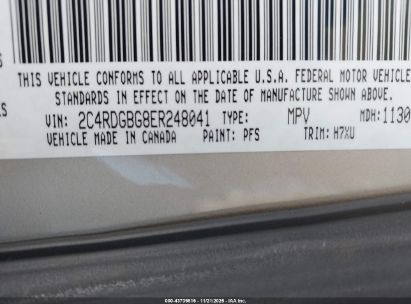 THIS VEHICLE CONFORMS TO ALL APPLICABLE U.S.A. FEDERAL MOTOR VEHICLE
STANDARDS IN EFFECT ON THE DATE OF MANUFACTURE SHOWN ABOVE.
VIN: 2C4RDGBG8ER248041 TYPE: MPV MDH: 1130
VEHICLE MADE IN CANADA PAINT: PFS TRIM: H7XU